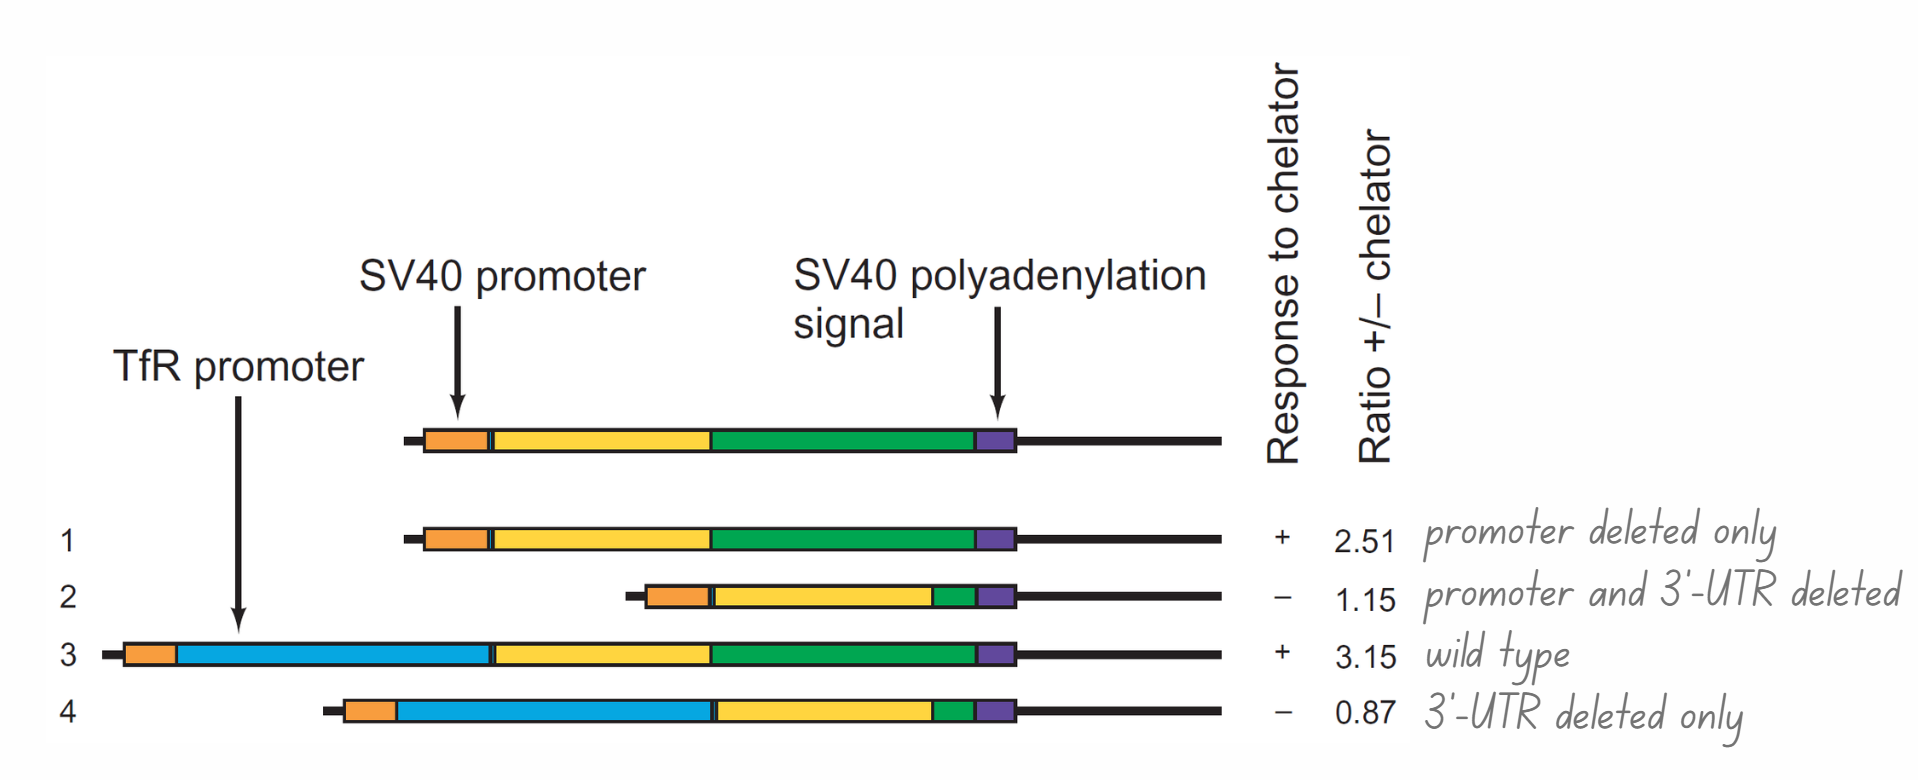 Response to chelator
Ratio +/– chelator
SV40 promoter
SV40 polyadenylation
signal
TfR promoter
1 + 2.51 promoter deleted only
2 – 1.15 promoter and 3'-UTR deleted
3 + 3.15 wild type
4 – 0.87 3'-UTR deleted only